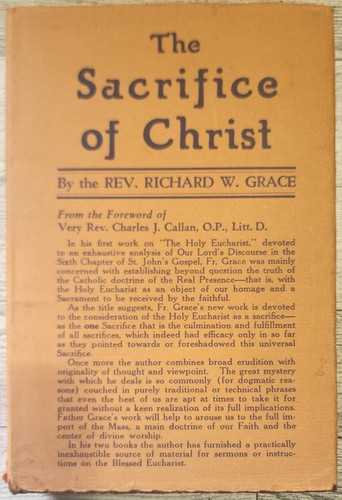 The
Sacrifice
of Christ
By the REV. RICHARD W. GRACE
From the Foreword of
Very Rev. Charles J. Callan, O.P., Litt. D.
In his first work on "The Holy Eucharist," devoted
to an exhaustive analysis of Our Lord's Discourse in the
Sixth Chapter of St. John's Gospel, Fr. Grace was mainly
concerned with establishing beyond question the truth of
the Catholic doctrine of the Real Presence—that is, with
the Holy Eucharist as an object of our homage and a
Sacrament to be received by the faithful.
As the title suggests, Fr. Grace's new work is devoted
to the consideration of the Holy Eucharist as a sacrifice—
as the one Sacrifice that is the culmination and fulfillment
of all sacrifices, which indeed had efficacy only in so far
as they pointed towards or foreshadowed this universal
Sacrifice.
Once more the author combines broad erudition with
originality of thought and viewpoint. The great mystery
with which he deals is so commonly (for dogmatic rea-
sons) couched in purely traditional or technical phrases
that even the best of us are apt at times to take it for
granted without a keen realization of its full implications.
Father Grace's work will help to arouse us to the full im-
port of the Mass, a main doctrine of our Faith and the
center of divine worship.
In his two books the author has furnished a practically
inexhaustible source of material for sermons or instruc-
tions on the Blessed Eucharist.